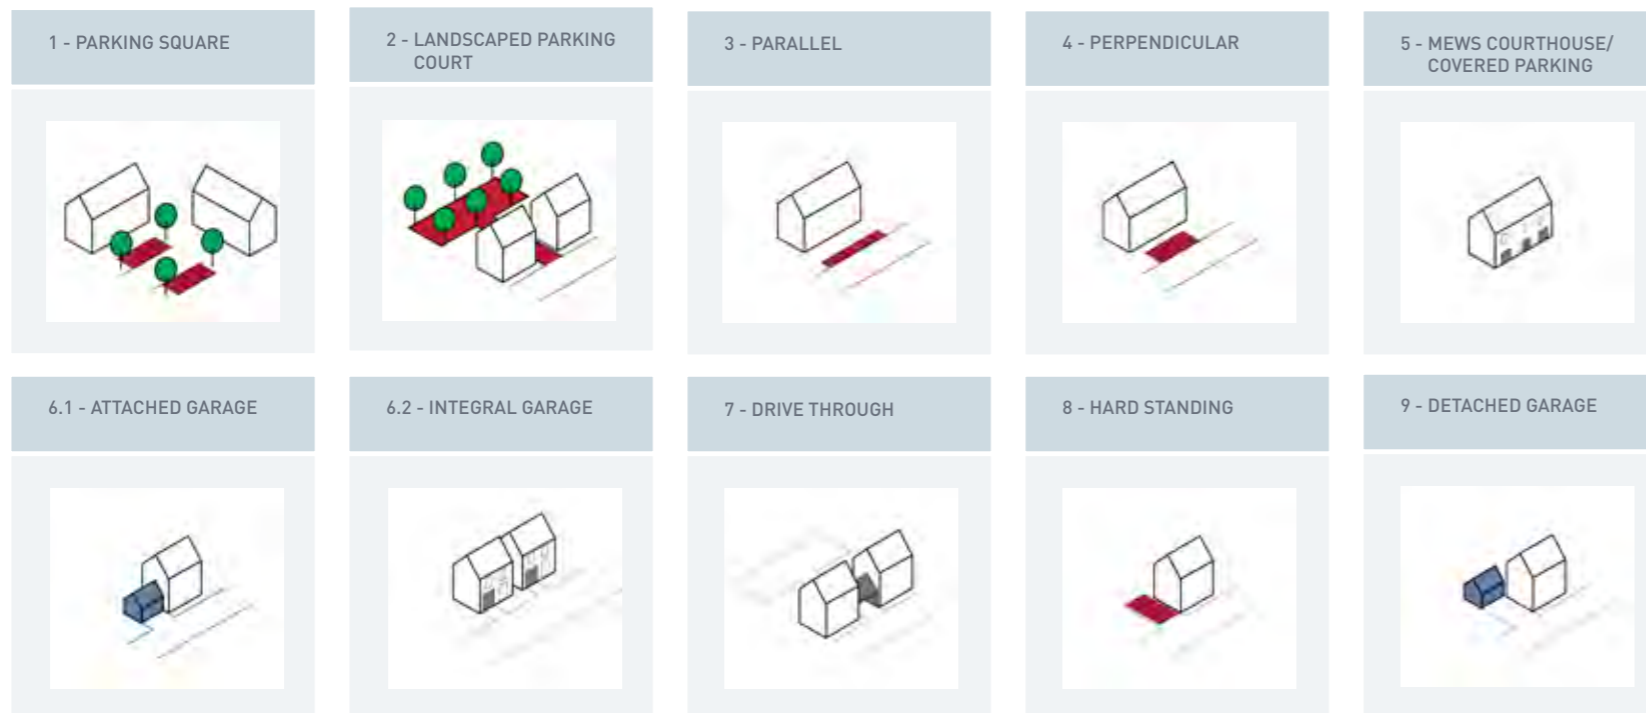 1 - PARKING SQUARE
2 - LANDSCAPED PARKING
COURT
3 - PARALLEL
4 - PERPENDICULAR
5 - MEWS COURTHOUSE/
COVERED PARKING
6.1 - ATTACHED GARAGE
6.2 - INTEGRAL GARAGE
7 - DRIVE THROUGH
8 - HARD STANDING
9 - DETACHED GARAGE